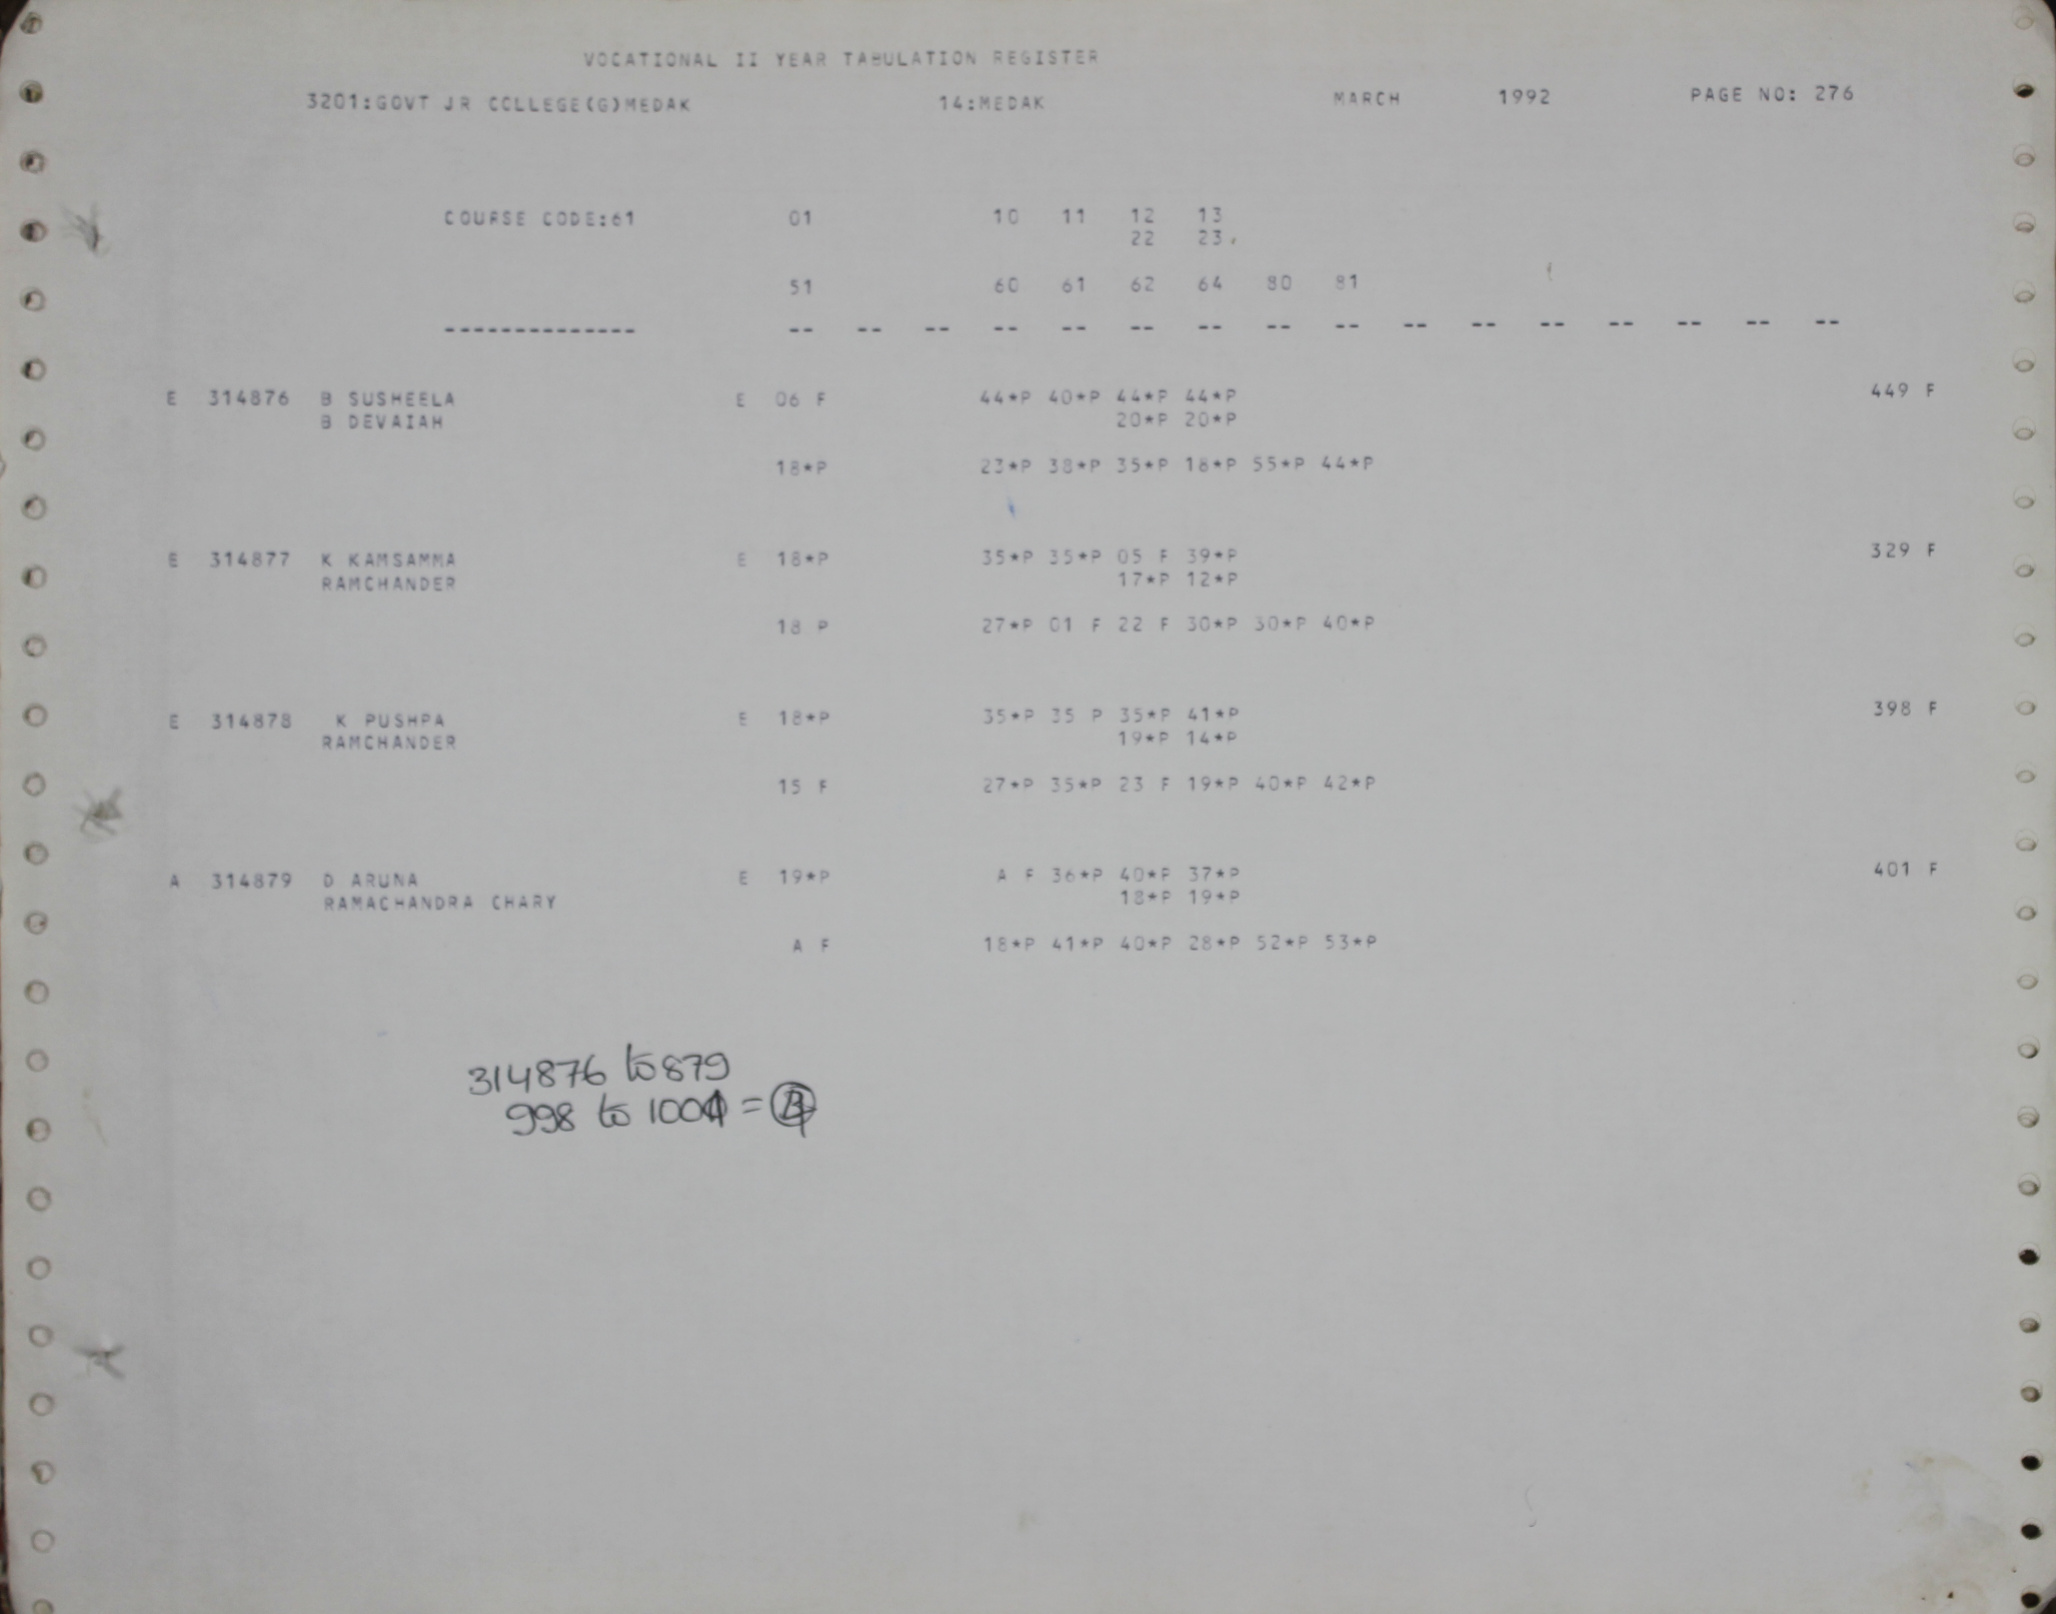 VOCATIONAL II YEAR TABULATION REGISTER
3201:GOVT JR COLLEGE(G)MEDAK 14:MEDAK MARCH 1992 PAGE NO: 276
COURSE CODE:61 01 10 11 12 13
22 23
51 60 61 62 64 80 81
-------------- -- -- -- -- -- -- -- -- -- -- -- -- -- -- -- --
E 314876 B SUSHEELA E 06 F 44*P 40*P 44*P 44*P 449 F
B DEVAIAH 20*P 20*P
18*P 23*P 38*P 35*P 18*P 55*P 44*P
E 314877 K KAMSAMMA E 18*P 35*P 35*P 05 F 39*P 329 F
RAMCHANDER 17*P 12*P
18 P 27*P 01 F 22 F 30*P 30*P 40*P
E 314878 K PUSHPA E 18*P 35*P 35 P 35*P 41*P 398 F
RAMCHANDER 19*P 14*P
15 F 27*P 35*P 23 F 19*P 40*P 42*P
A 314879 D ARUNA E 19*P A F 36*P 40*P 37*P 401 F
RAMACHANDRA CHARY 18*P 19*P
A F 18*P 41*P 40*P 28*P 52*P 53*P
314876 to 879
998 to 1001 =